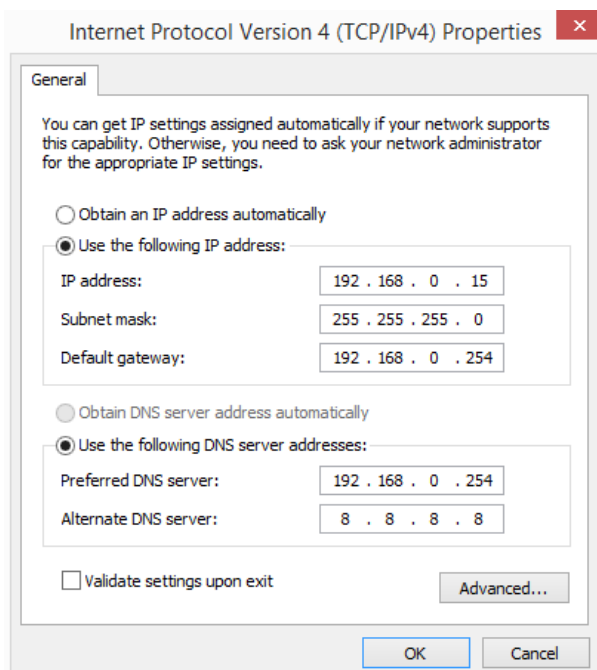 Internet Protocol Version 4 (TCP/IPv4) Properties
General
You can get IP settings assigned automatically if your network supports
this capability. Otherwise, you need to ask your network administrator
for the appropriate IP settings.
Obtain an IP address automatically
Use the following IP address:
IP address: 192 . 168 . 0 . 15
Subnet mask: 255 . 255 . 255 . 0
Default gateway: 192 . 168 . 0 . 254
Obtain DNS server address automatically
Use the following DNS server addresses:
Preferred DNS server: 192 . 168 . 0 . 254
Alternate DNS server: 8 . 8 . 8 . 8
Validate settings upon exit
Advanced...
OK Cancel